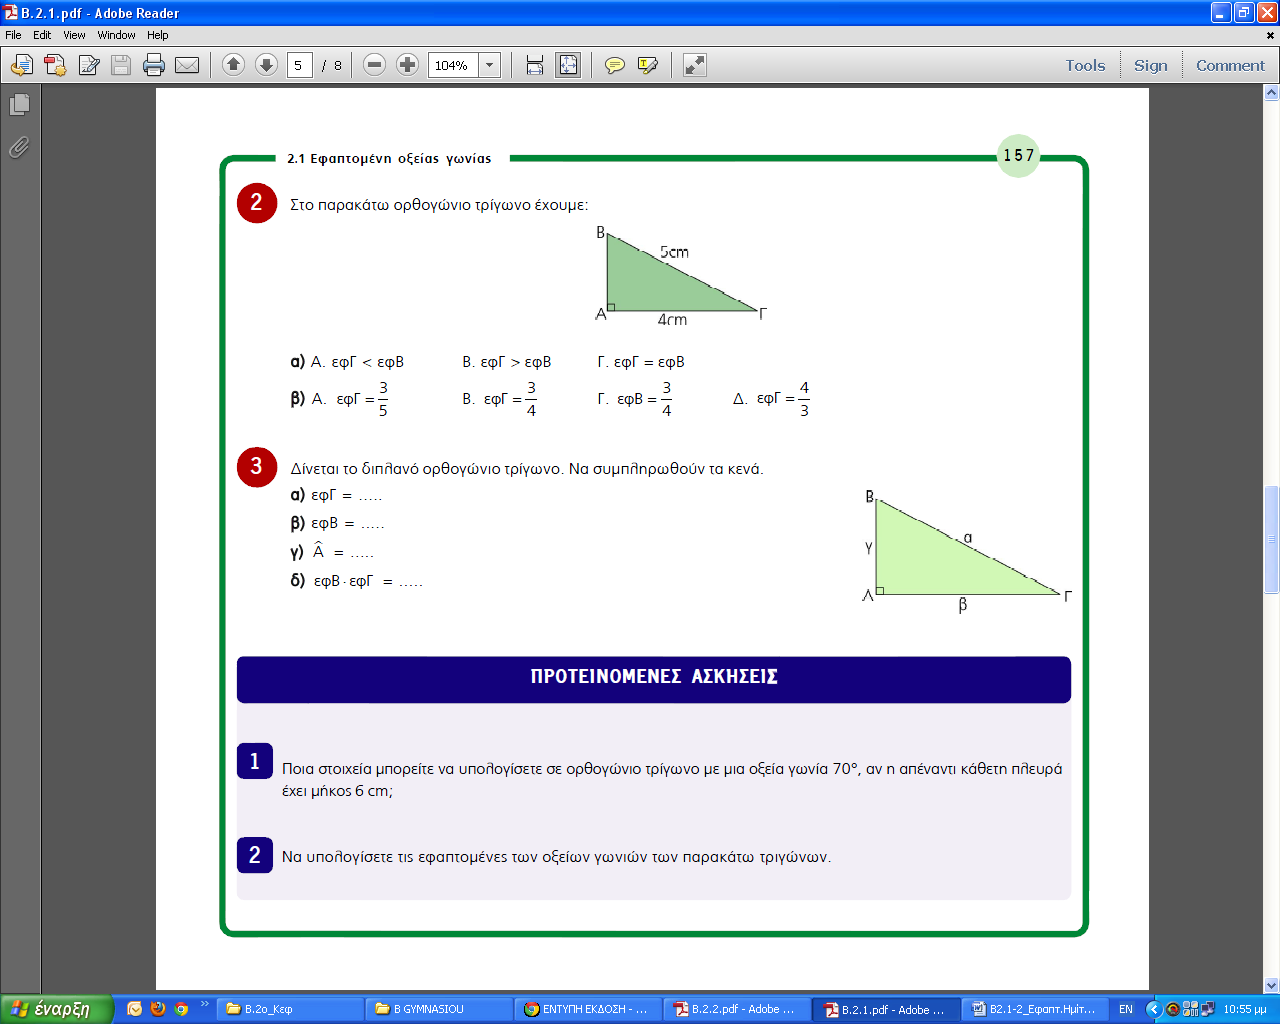 B.2.1.pdf - Adobe Reader
File Edit View Window Help
5 / 8 104% Tools Sign Comment
2.1 Εφαπτομένη οξείας γωνίας 157
2 Στο παρακάτω ορθογώνιο τρίγωνο έχουμε:
B
5cm
A Γ
4cm
α) Α. εφΓ < εφΒ Β. εφΓ > εφΒ Γ. εφΓ = εφΒ
β) Α. εφΓ = 3/5 Β. εφΓ = 3/4 Γ. εφΒ = 3/4 Δ. εφΓ = 4/3
3 Δίνεται το διπλανό ορθογώνιο τρίγωνο. Να συμπληρωθούν τα κενά.
α) εφΓ = .....
β) εφΒ = .....
γ) Â = .....
δ) εφΒ · εφΓ = .....
B
γ α
A Γ
β
ΠΡΟΤΕΙΝΟΜΕΝΕΣ ΑΣΚΗΣΕΙΣ
1 Ποια στοιχεία μπορείτε να υπολογίσετε σε ορθογώνιο τρίγωνο με μια οξεία γωνία 70°, αν η απέναντι κάθετη πλευρά
έχει μήκος 6 cm;
2 Να υπολογίσετε τις εφαπτομένες των οξείων γωνιών των παρακάτω τριγώνων.
έναρξη » B.2ο_Κεφ B GYMNASIOU ΕΝΤΥΠΗ ΕΚΔΟΣΗ - ... B.2.2.pdf - Adobe ... B.2.1.pdf - Adobe ... B2.1-2_Εφαπτ.Ημίτ... EN 10:55 μμ